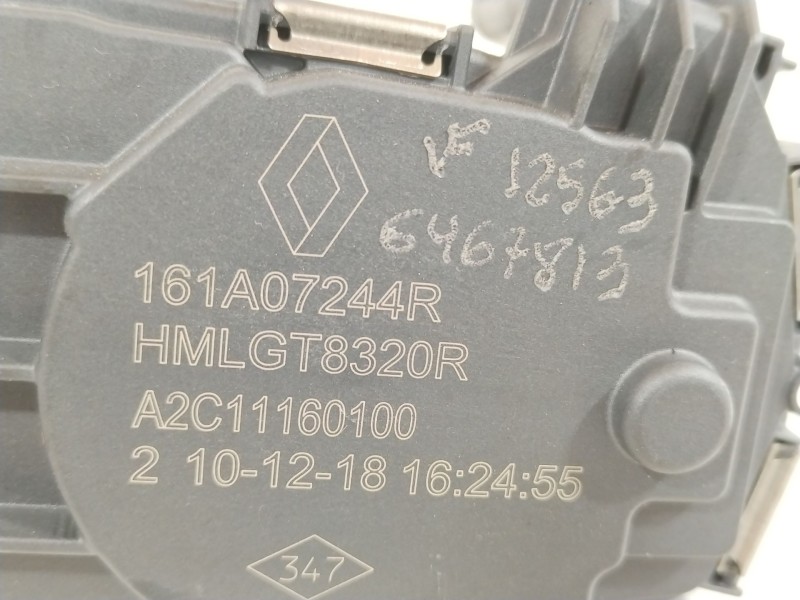 VF 12563
6467813
161A07244R
HMLGT8320R
A2C11160100
2 10-12-18 16:24:55
347